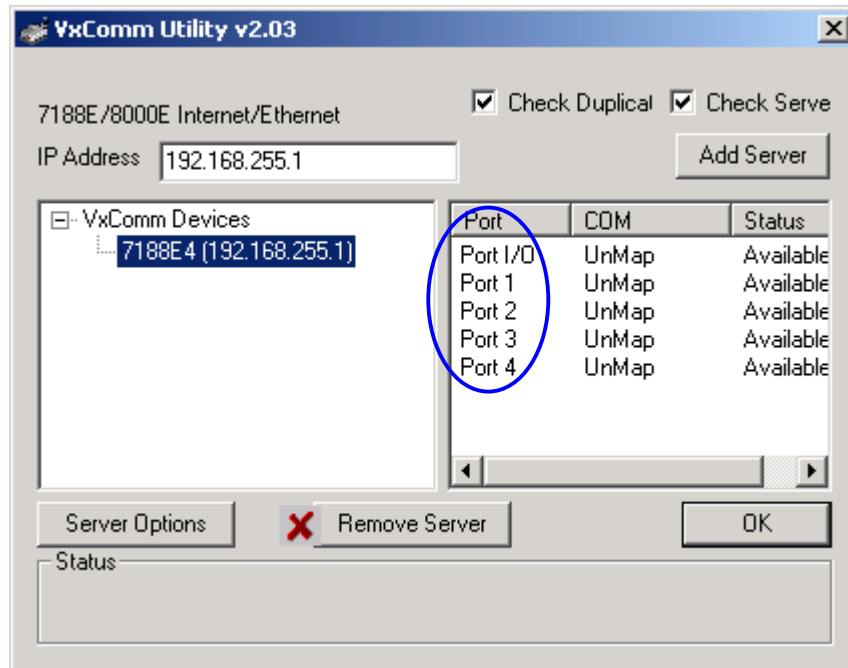 VxComm Utility v2.03
Check Duplical Check Serve
7188E/8000E Internet/Ethernet
IP Address 192.168.255.1 Add Server
VxComm Devices
7188E4 (192.168.255.1)
Port COM Status
Port I/O UnMap Available
Port 1 UnMap Available
Port 2 UnMap Available
Port 3 UnMap Available
Port 4 UnMap Available
Server Options Remove Server OK
Status